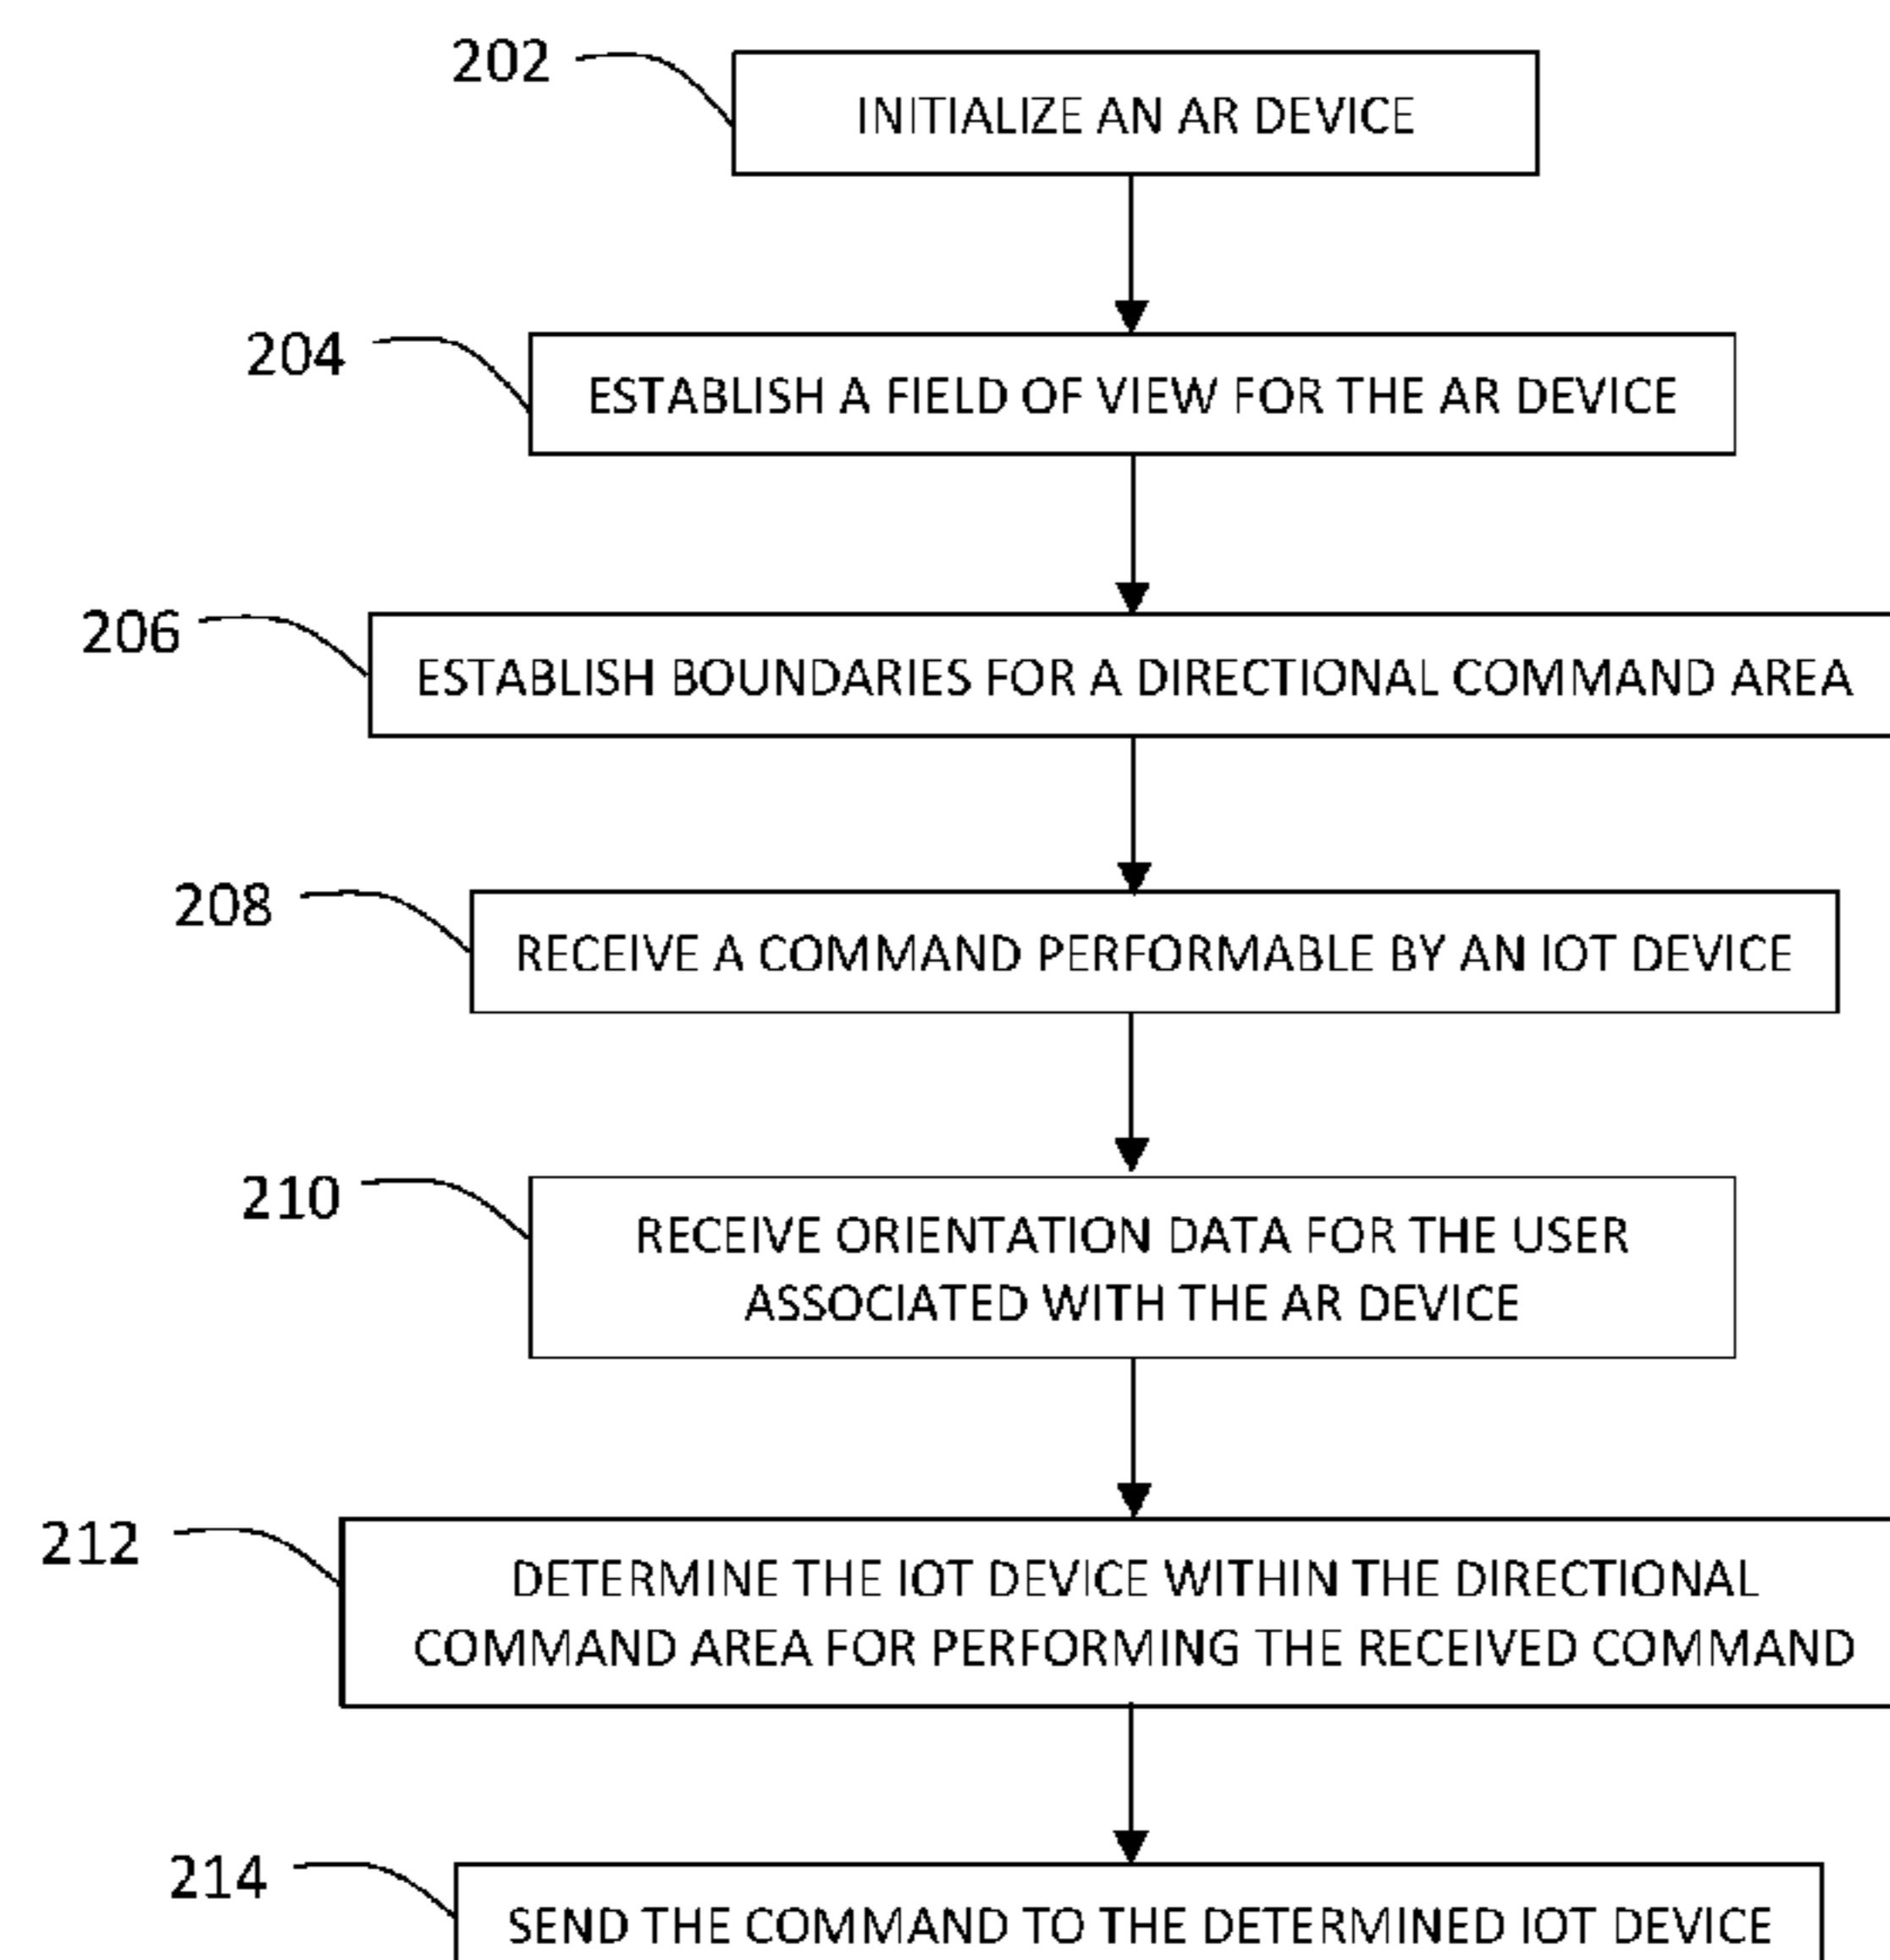 202
INITIALIZE AN AR DEVICE
204
ESTABLISH A FIELD OF VIEW FOR THE AR DEVICE
206
ESTABLISH BOUNDARIES FOR A DIRECTIONAL COMMAND AREA
208
RECEIVE A COMMAND PERFORMABLE BY AN IOT DEVICE
210
RECEIVE ORIENTATION DATA FOR THE USER
ASSOCIATED WITH THE AR DEVICE
212
DETERMINE THE IOT DEVICE WITHIN THE DIRECTIONAL
COMMAND AREA FOR PERFORMING THE RECEIVED COMMAND
214
SEND THE COMMAND TO THE DETERMINED IOT DEVICE